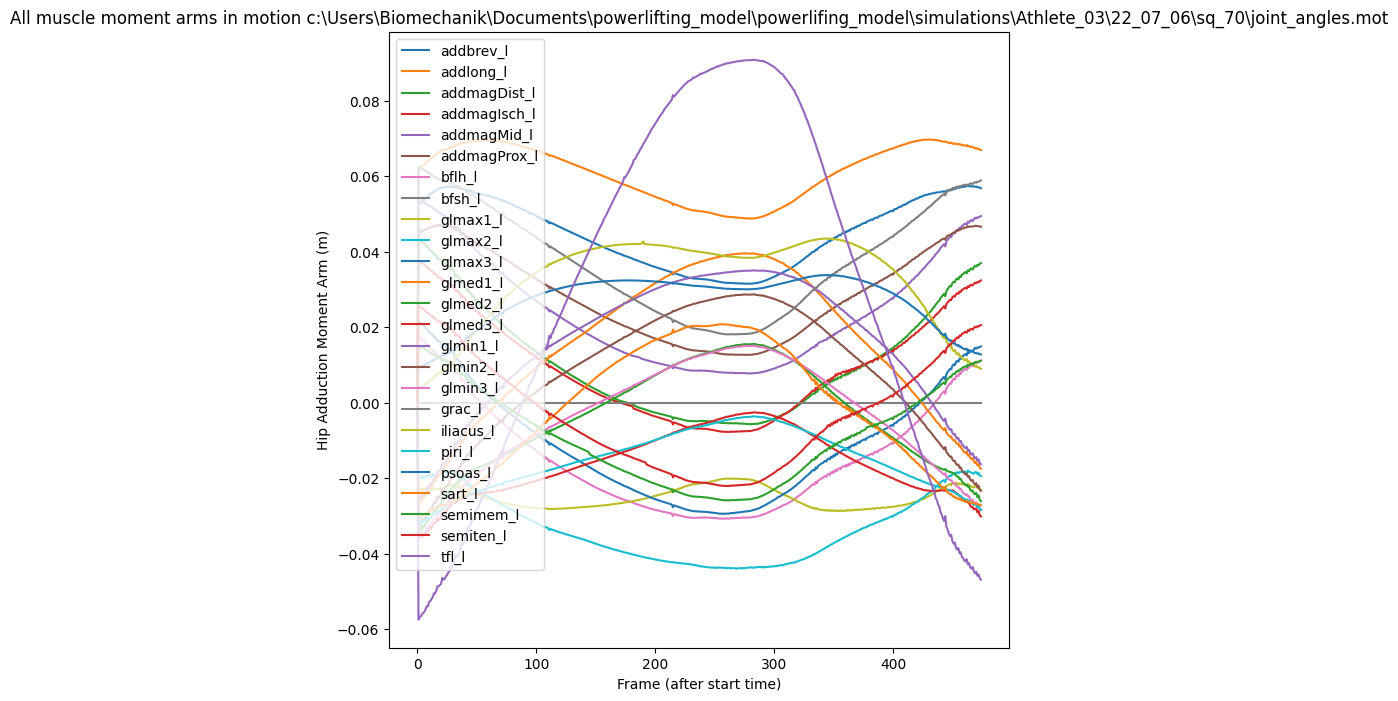 All muscle moment arms in motion c:\Users\Biomechanik\Documents\powerlifting_model\powerlifing_model\simulations\Athlete_03\22_07_06\sq_70\joint_angles.mot
addbrev_l
addlong_l
addmagDist_l
addmagIsch_l
addmagMid_l
addmagProx_l
bflh_l
bfsh_l
glmax1_l
glmax2_l
glmax3_l
glmed1_l
glmed2_l
glmed3_l
glmin1_l
glmin2_l
glmin3_l
grac_l
iliacus_l
piri_l
psoas_l
sart_l
semimem_l
semiten_l
tfl_l
Hip Adduction Moment Arm (m)
0.08
0.06
0.04
0.02
0.00
−0.02
−0.04
−0.06
0
100
200
300
400
Frame (after start time)